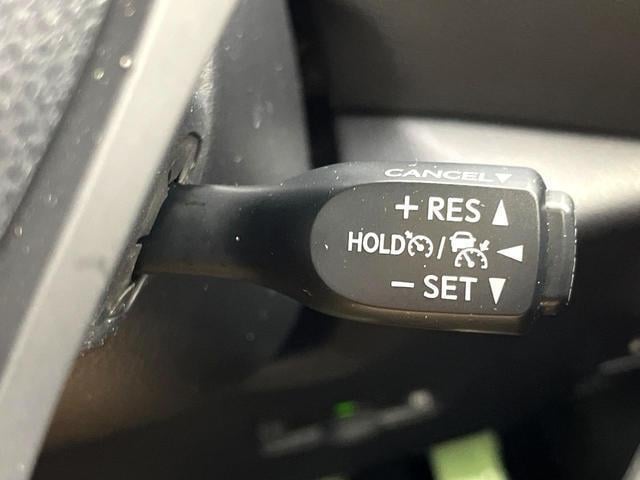 CANCEL▼
+ RES ▲
HOLD / ◄
− SET ▼